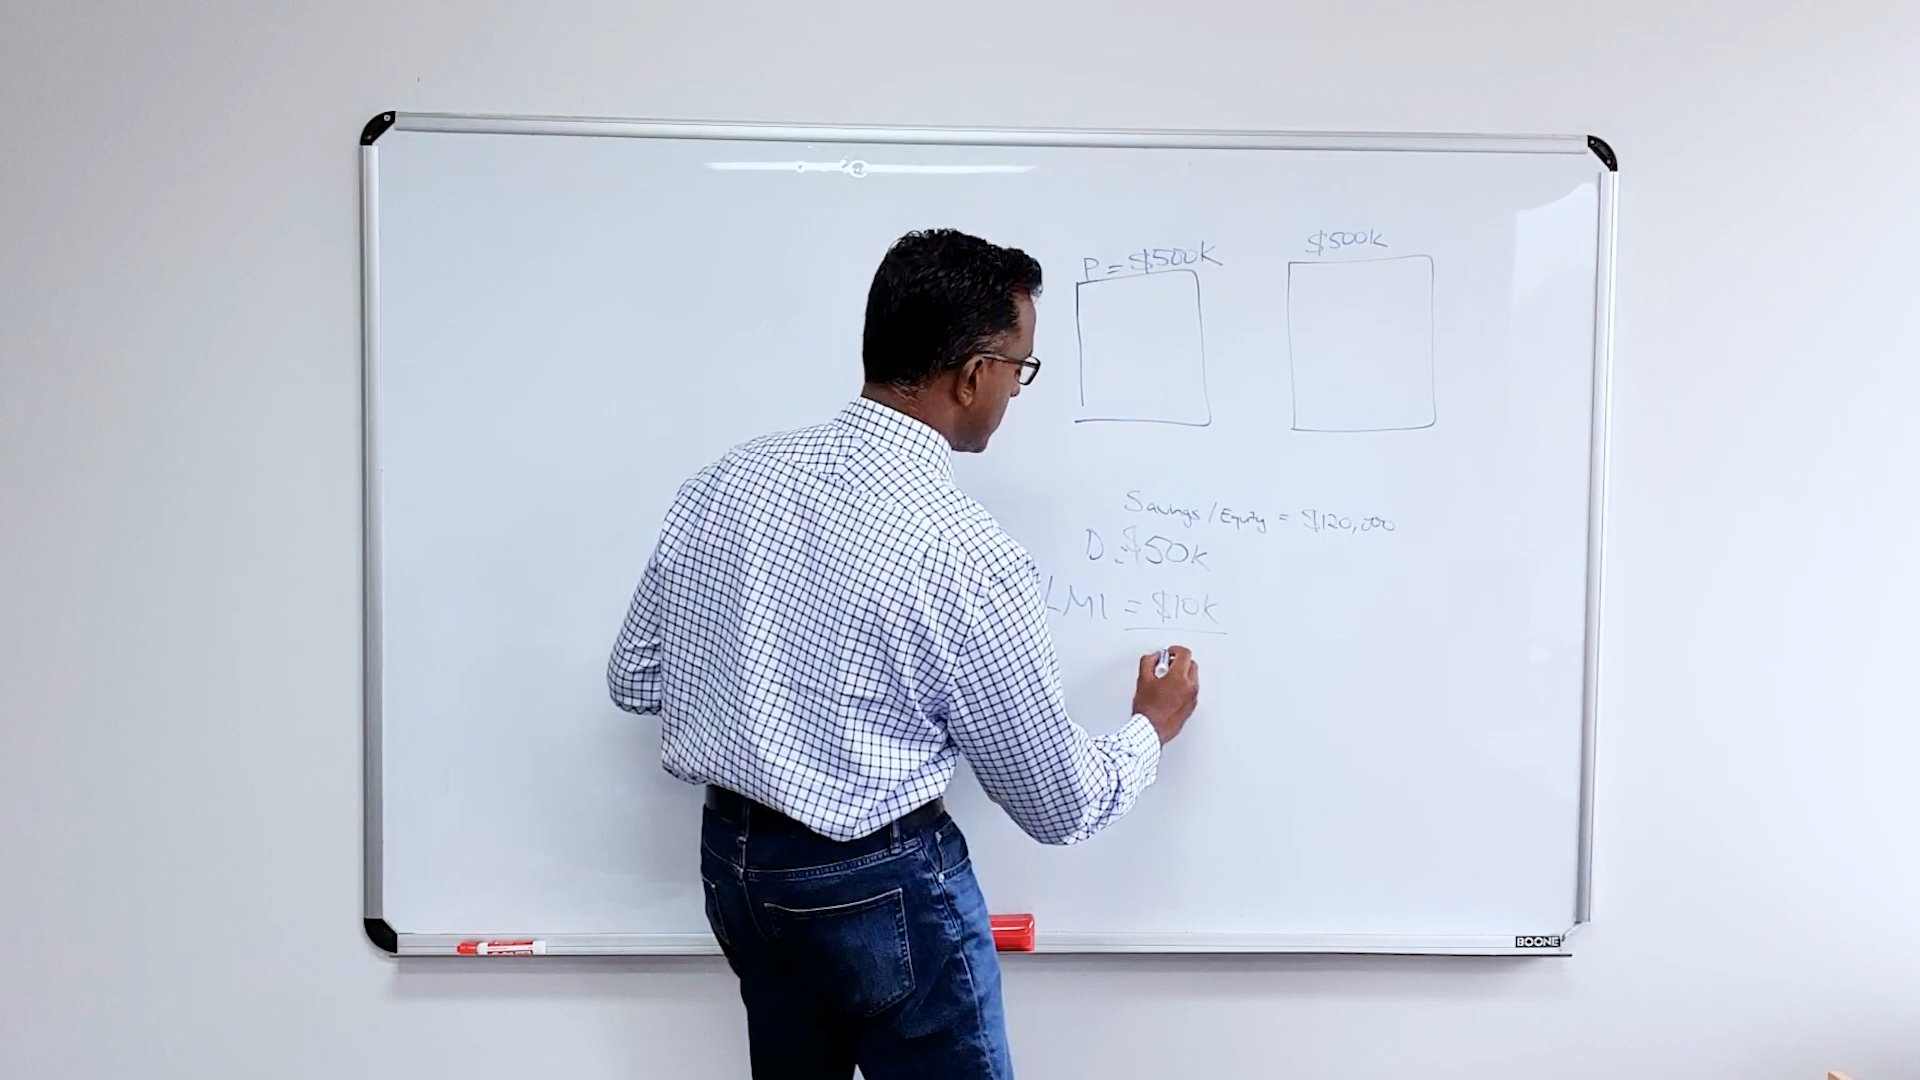 P = $500K
$500K
Savings/Equity = $120,000
D: $50K
LMI = $10K
BOONE